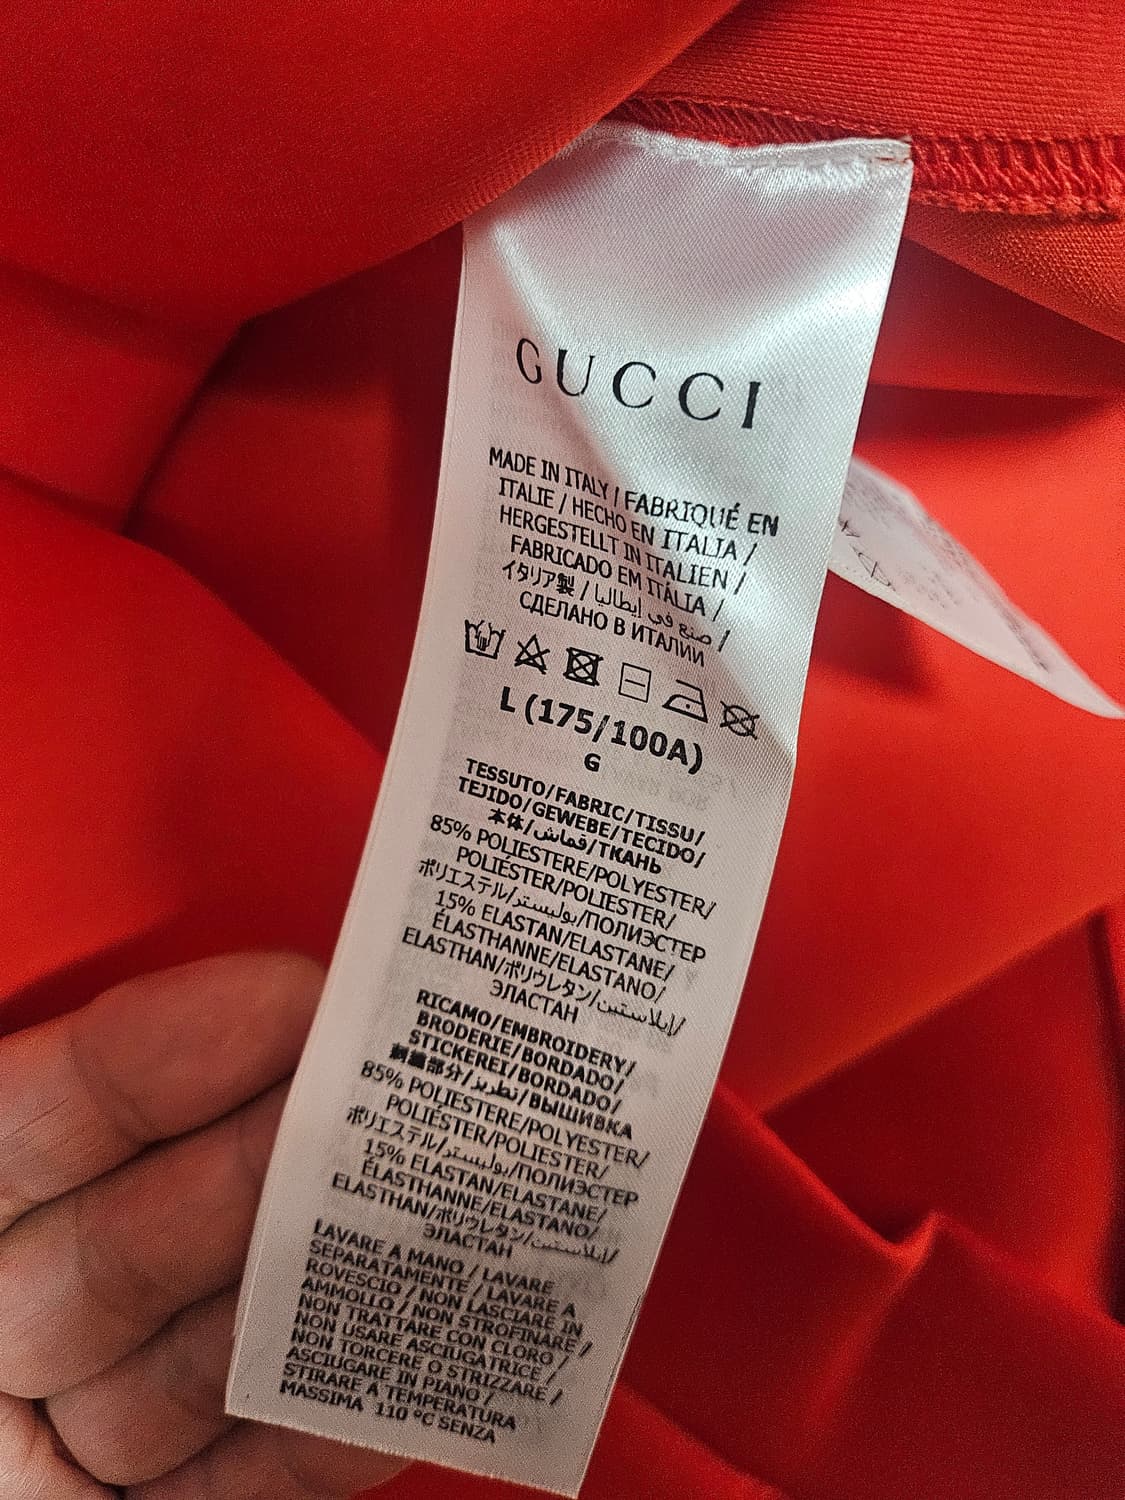 GUCCI
MADE IN ITALY / FABRIQUÉ EN
ITALIE / HECHO EN ITALIA /
HERGESTELLT IN ITALIEN /
FABRICADO EM ITÁLIA /
イタリア製 / صنع في إيطاليا /
СДЕЛАНО В ИТАЛИИ
L (175/100A)
G
TESSUTO/FABRIC/TISSU/
TEJIDO/GEWEBE/TECIDO/
本体/قماش/ТКАНЬ
85% POLIESTERE/POLYESTER/
POLIÉSTER/POLIESTER/
ポリエステル/بوليستر/ПОЛИЭСТЕР
15% ELASTAN/ELASTANE/
ÉLASTHANNE/ELASTANO/
ELASTHAN/ポリウレタン/إيلاستين/
ЭЛАСТАН
RICAMO/EMBROIDERY/
BRODERIE/BORDADO/
STICKEREI/BORDADO/
刺繍部分/تطريز/ВЫШИВКА
85% POLIESTERE/POLYESTER/
POLIÉSTER/POLIESTER/
ポリエステル/بوليستر/ПОЛИЭСТЕР
15% ELASTAN/ELASTANE/
ÉLASTHANNE/ELASTANO/
ELASTHAN/ポリウレタン/إيلاستين/
ЭЛАСТАН
LAVARE A MANO / LAVARE
SEPARATAMENTE / LAVARE A
ROVESCIO / NON LASCIARE IN
AMMOLLO / NON STROFINARE /
NON TRATTARE CON CLORO /
NON USARE ASCIUGATRICE /
NON TORCERE O STRIZZARE /
ASCIUGARE IN PIANO /
STIRARE A TEMPERATURA
MASSIMA 110 °C SENZA